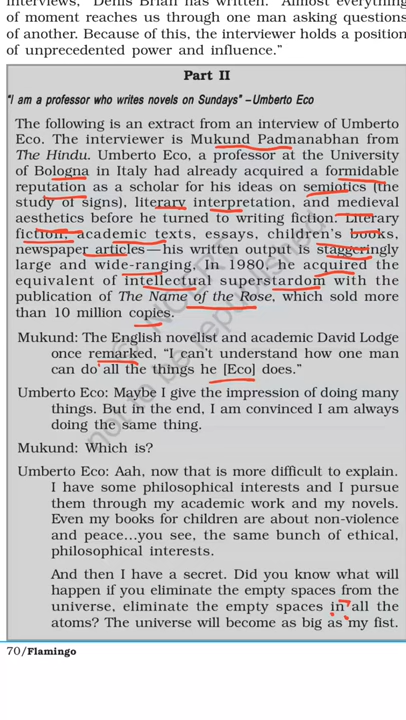 interviews," Denis Brian has written. "Almost everything
of moment reaches us through one man asking questions
of another. Because of this, the interviewer holds a position
of unprecedented power and influence."
Part II
"I am a professor who writes novels on Sundays" – Umberto Eco
The following is an extract from an interview of Umberto
Eco. The interviewer is Mukund Padmanabhan from
The Hindu. Umberto Eco, a professor at the University
of Bologna in Italy had already acquired a formidable
reputation as a scholar for his ideas on semiotics (the
study of signs), literary interpretation, and medieval
aesthetics before he turned to writing fiction. Literary
fiction, academic texts, essays, children's books,
newspaper articles—his written output is staggeringly
large and wide-ranging. In 1980, he acquired the
equivalent of intellectual superstardom with the
publication of The Name of the Rose, which sold more
than 10 million copies.
Mukund: The English novelist and academic David Lodge
once remarked, "I can't understand how one man
can do all the things he [Eco] does."
Umberto Eco: Maybe I give the impression of doing many
things. But in the end, I am convinced I am always
doing the same thing.
Mukund: Which is?
Umberto Eco: Aah, now that is more difficult to explain.
I have some philosophical interests and I pursue
them through my academic work and my novels.
Even my books for children are about non-violence
and peace...you see, the same bunch of ethical,
philosophical interests.
And then I have a secret. Did you know what will
happen if you eliminate the empty spaces from the
universe, eliminate the empty spaces in all the
atoms? The universe will become as big as my fist.
70/Flamingo
not to be republished